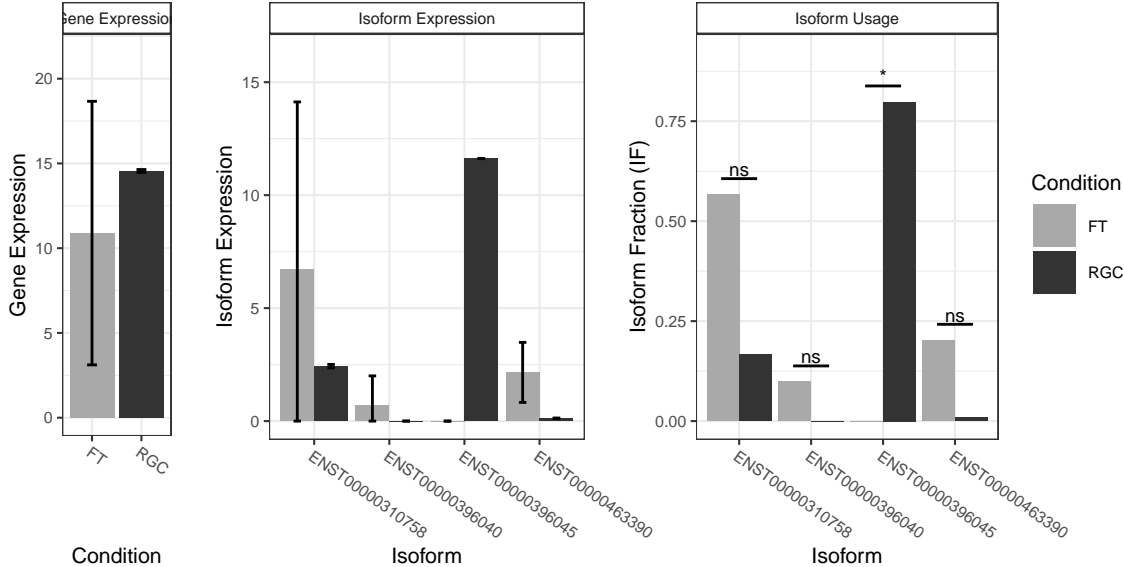 Gene Expression
Gene Expression
20
15
10
5
0
FT
RGC
Condition
Isoform Expression
Isoform Expression
15
10
5
0
ENST00000310758
ENST00000396040
ENST00000396045
ENST00000463390
Isoform
Isoform Usage
Isoform Fraction (IF)
0.75
0.50
0.25
0.00
ns
ns
*
ns
ENST00000310758
ENST00000396040
ENST00000396045
ENST00000463390
Isoform
Condition
FT
RGC